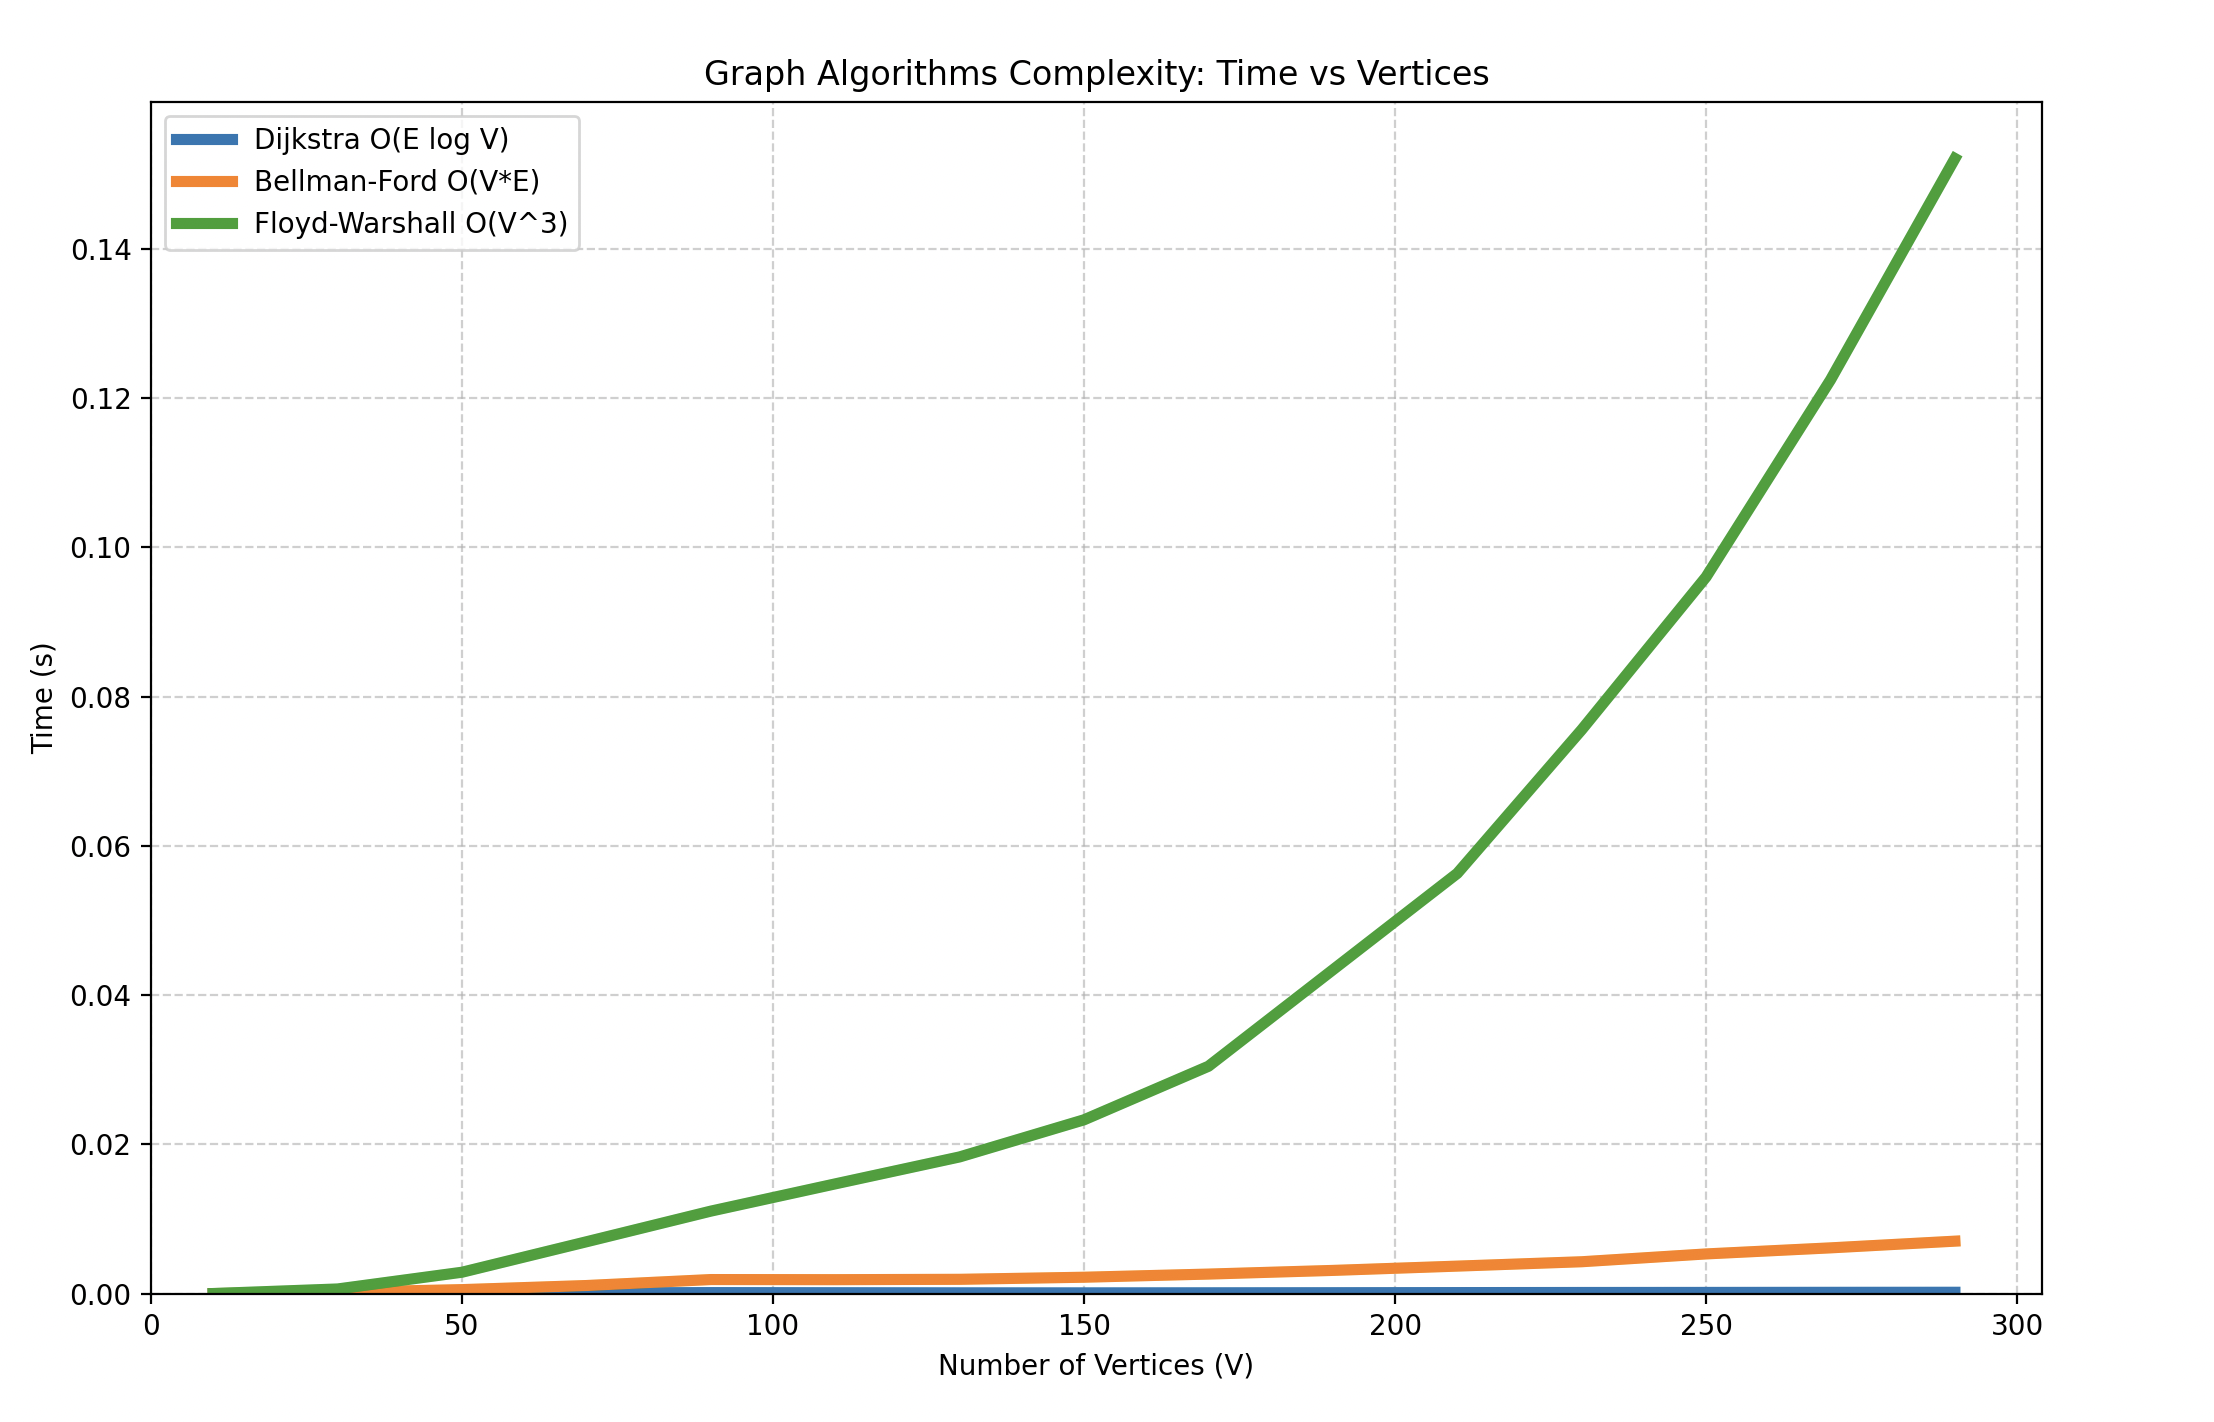 Graph Algorithms Complexity: Time vs Vertices
Dijkstra O(E log V)
Bellman-Ford O(V*E)
Floyd-Warshall O(V^3)
0.14
0.12
0.10
0.08
0.06
0.04
0.02
0.00
Time (s)
0 50 100 150 200 250 300
Number of Vertices (V)